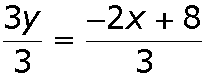 3y/3 = (-2x + 8)/3